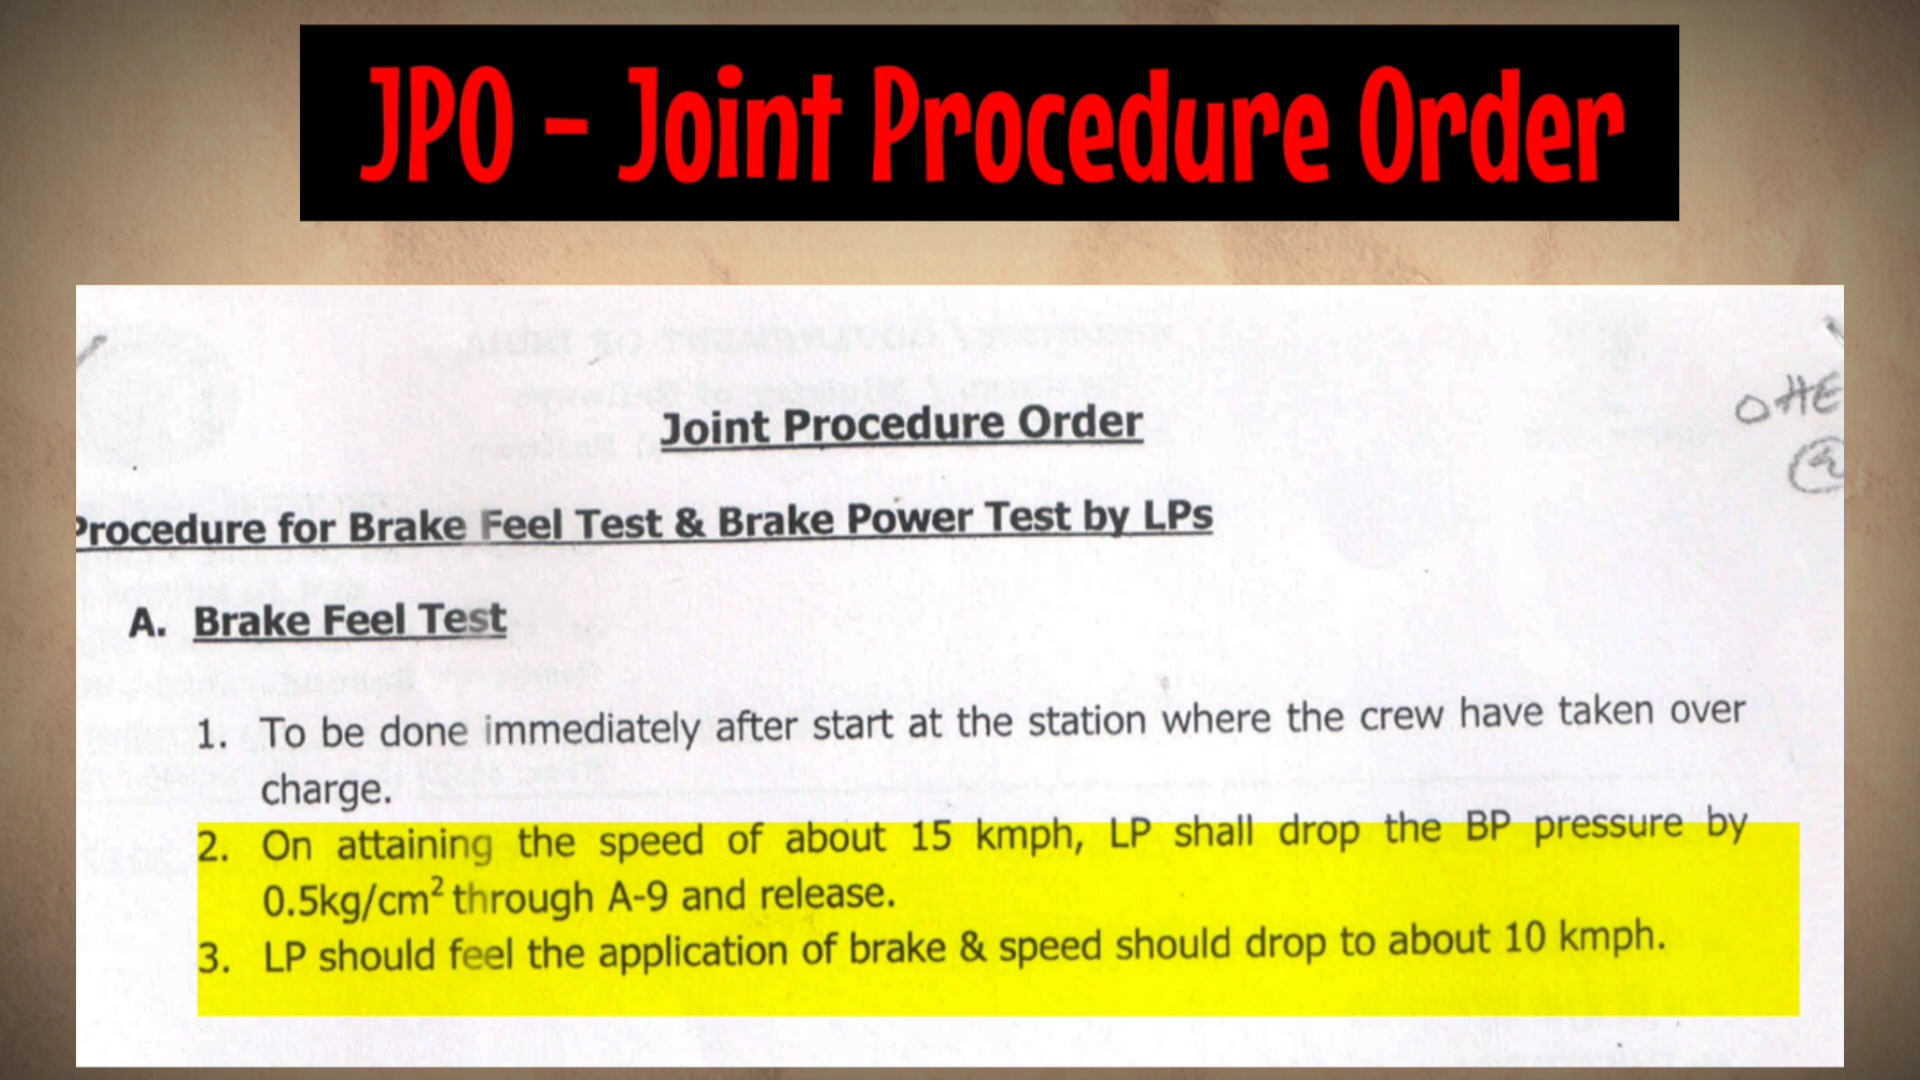 JPO - Joint Procedure Order
Joint Procedure Order
OHE
Procedure for Brake Feel Test & Brake Power Test by LPs
A. Brake Feel Test
1. To be done immediately after start at the station where the crew have taken over
charge.
2. On attaining the speed of about 15 kmph, LP shall drop the BP pressure by
0.5kg/cm² through A-9 and release.
3. LP should feel the application of brake & speed should drop to about 10 kmph.